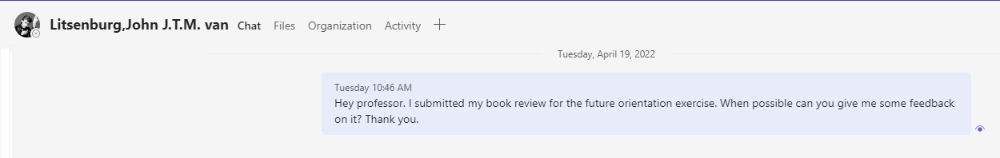 Litsenburg,John J.T.M. van Chat Files Organization Activity
Tuesday, April 19, 2022
Tuesday 10:46 AM
Hey professor. I submitted my book review for the future orientation exercise. When possible can you give me some feedback
on it? Thank you.